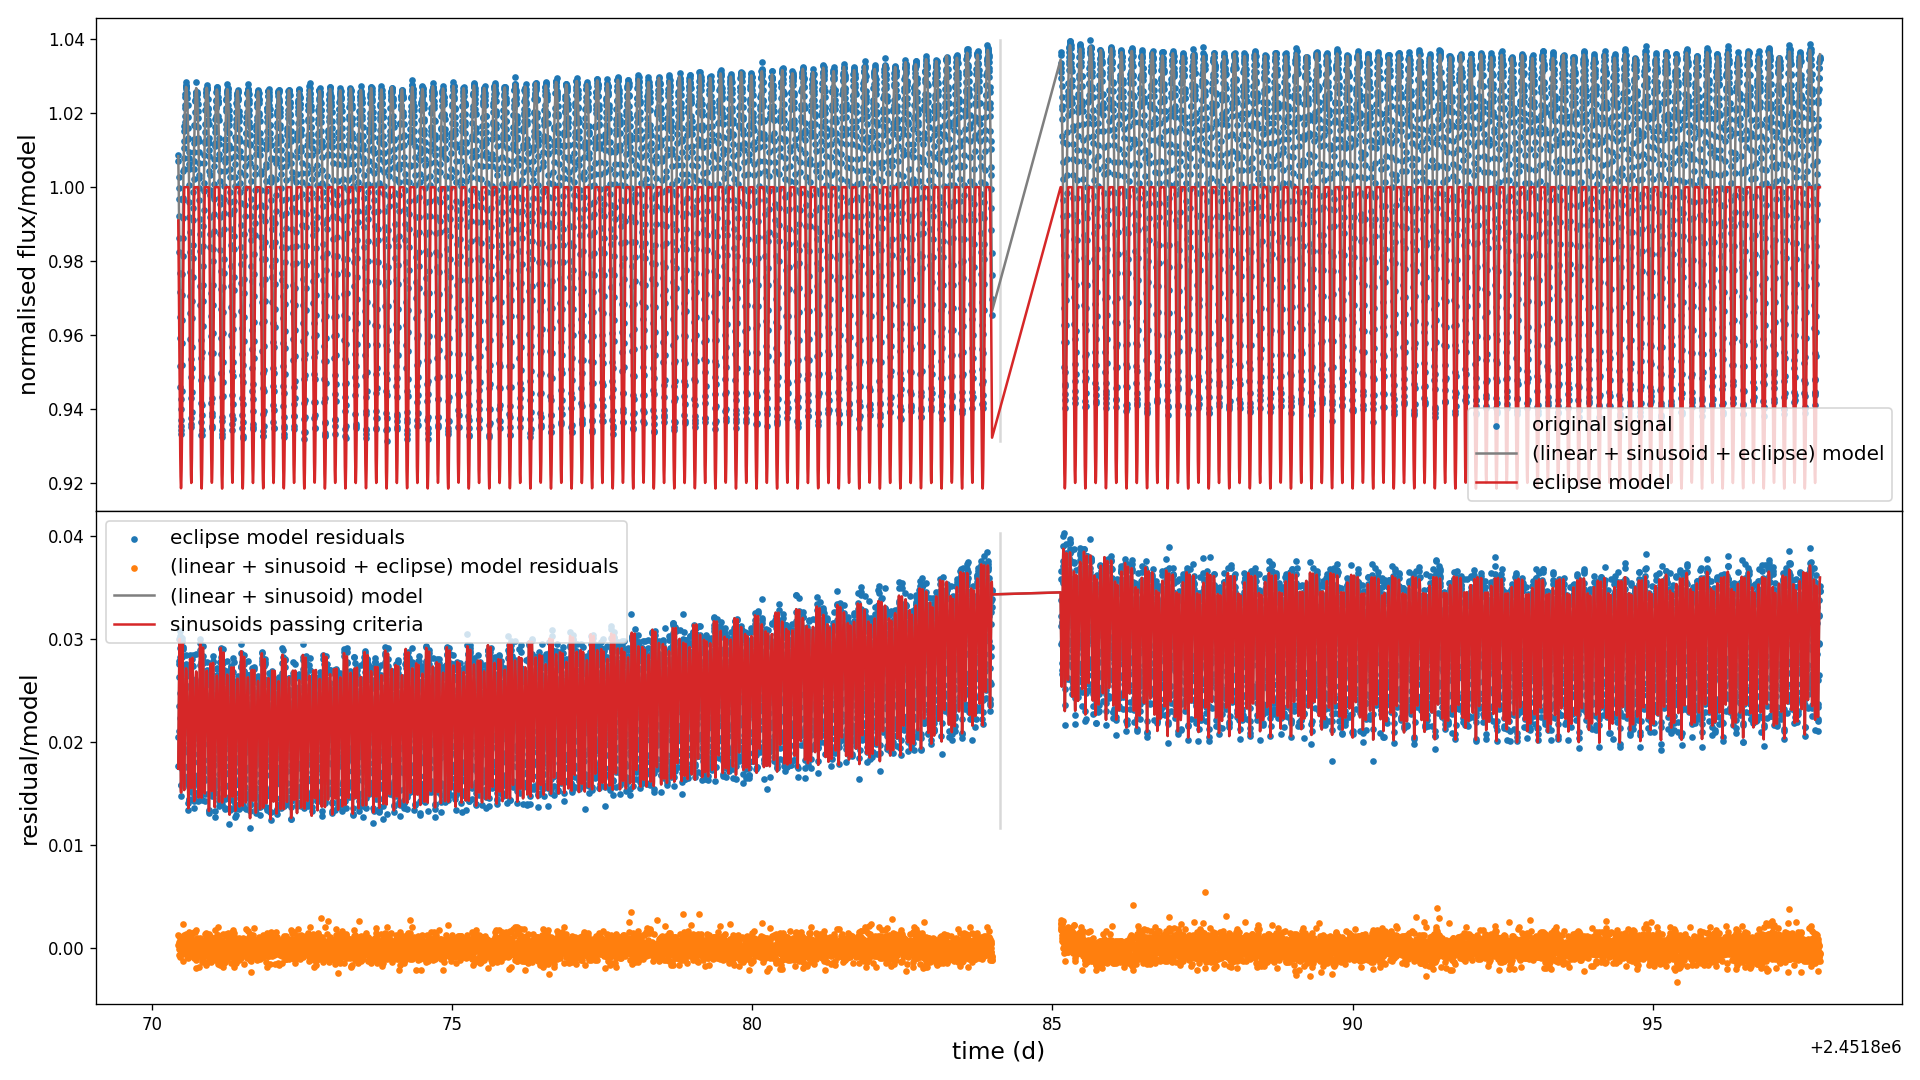 1.04
1.02
1.00
0.98
0.96
0.94
0.92
normalised flux/model
original signal
(linear + sinusoid + eclipse) model
eclipse model
0.04
0.03
0.02
0.01
0.00
residual/model
eclipse model residuals
(linear + sinusoid + eclipse) model residuals
(linear + sinusoid) model
sinusoids passing criteria
70 75 80 85 90 95
time (d)
+2.4518e6